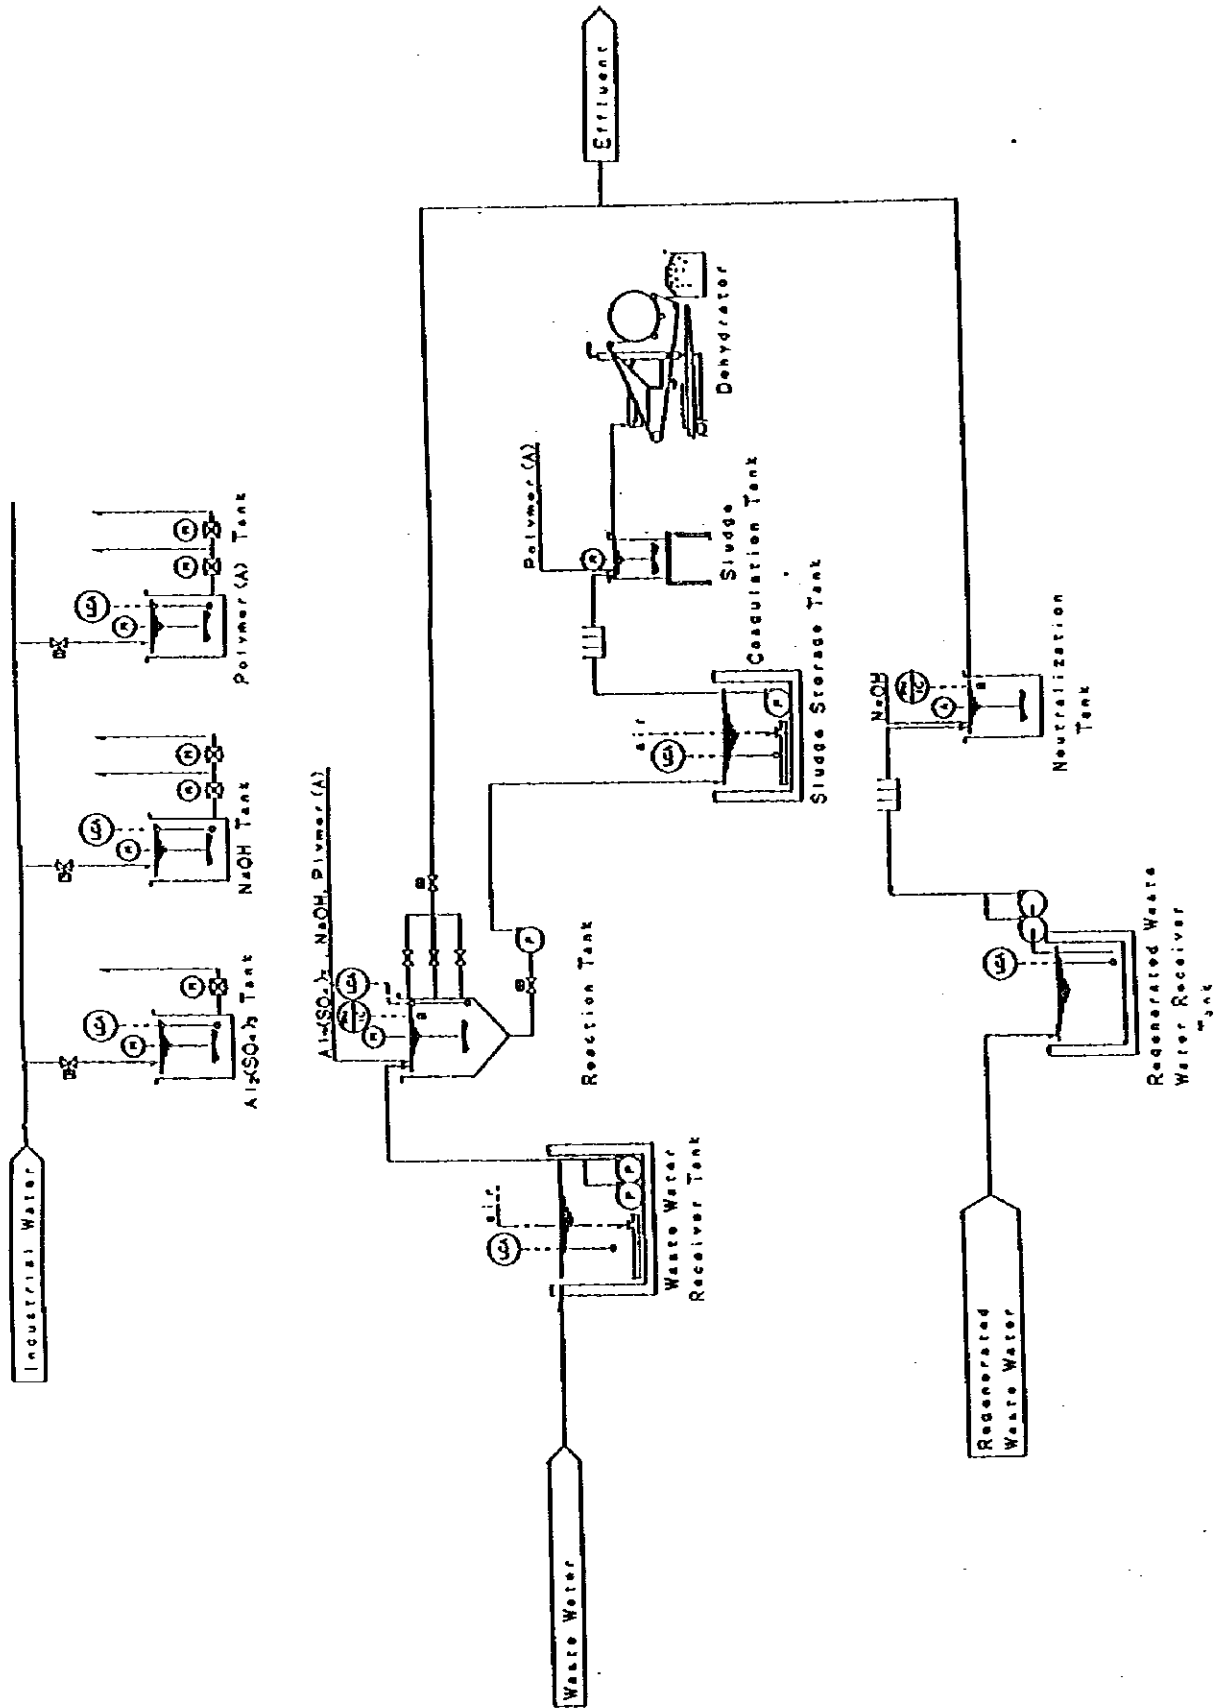 Industrial Water
Al₂(SO₄)₃ Tank
NaOH Tank
Polymer(A) Tank
Al₂(SO₄)₃, NaOH, Plymer(A)
Reaction Tank
Waste Water
air
P
P
Waste Water
Receiver Tank
P
air
P
Sludge Storage Tank
Polymer(A)
Sludge
Coagulation Tank
Dehydrater
Effluent
Regenerated
Waste Water
Regenerated Waste
Water Receiver
Tank
NaOH
Neutralization
Tank